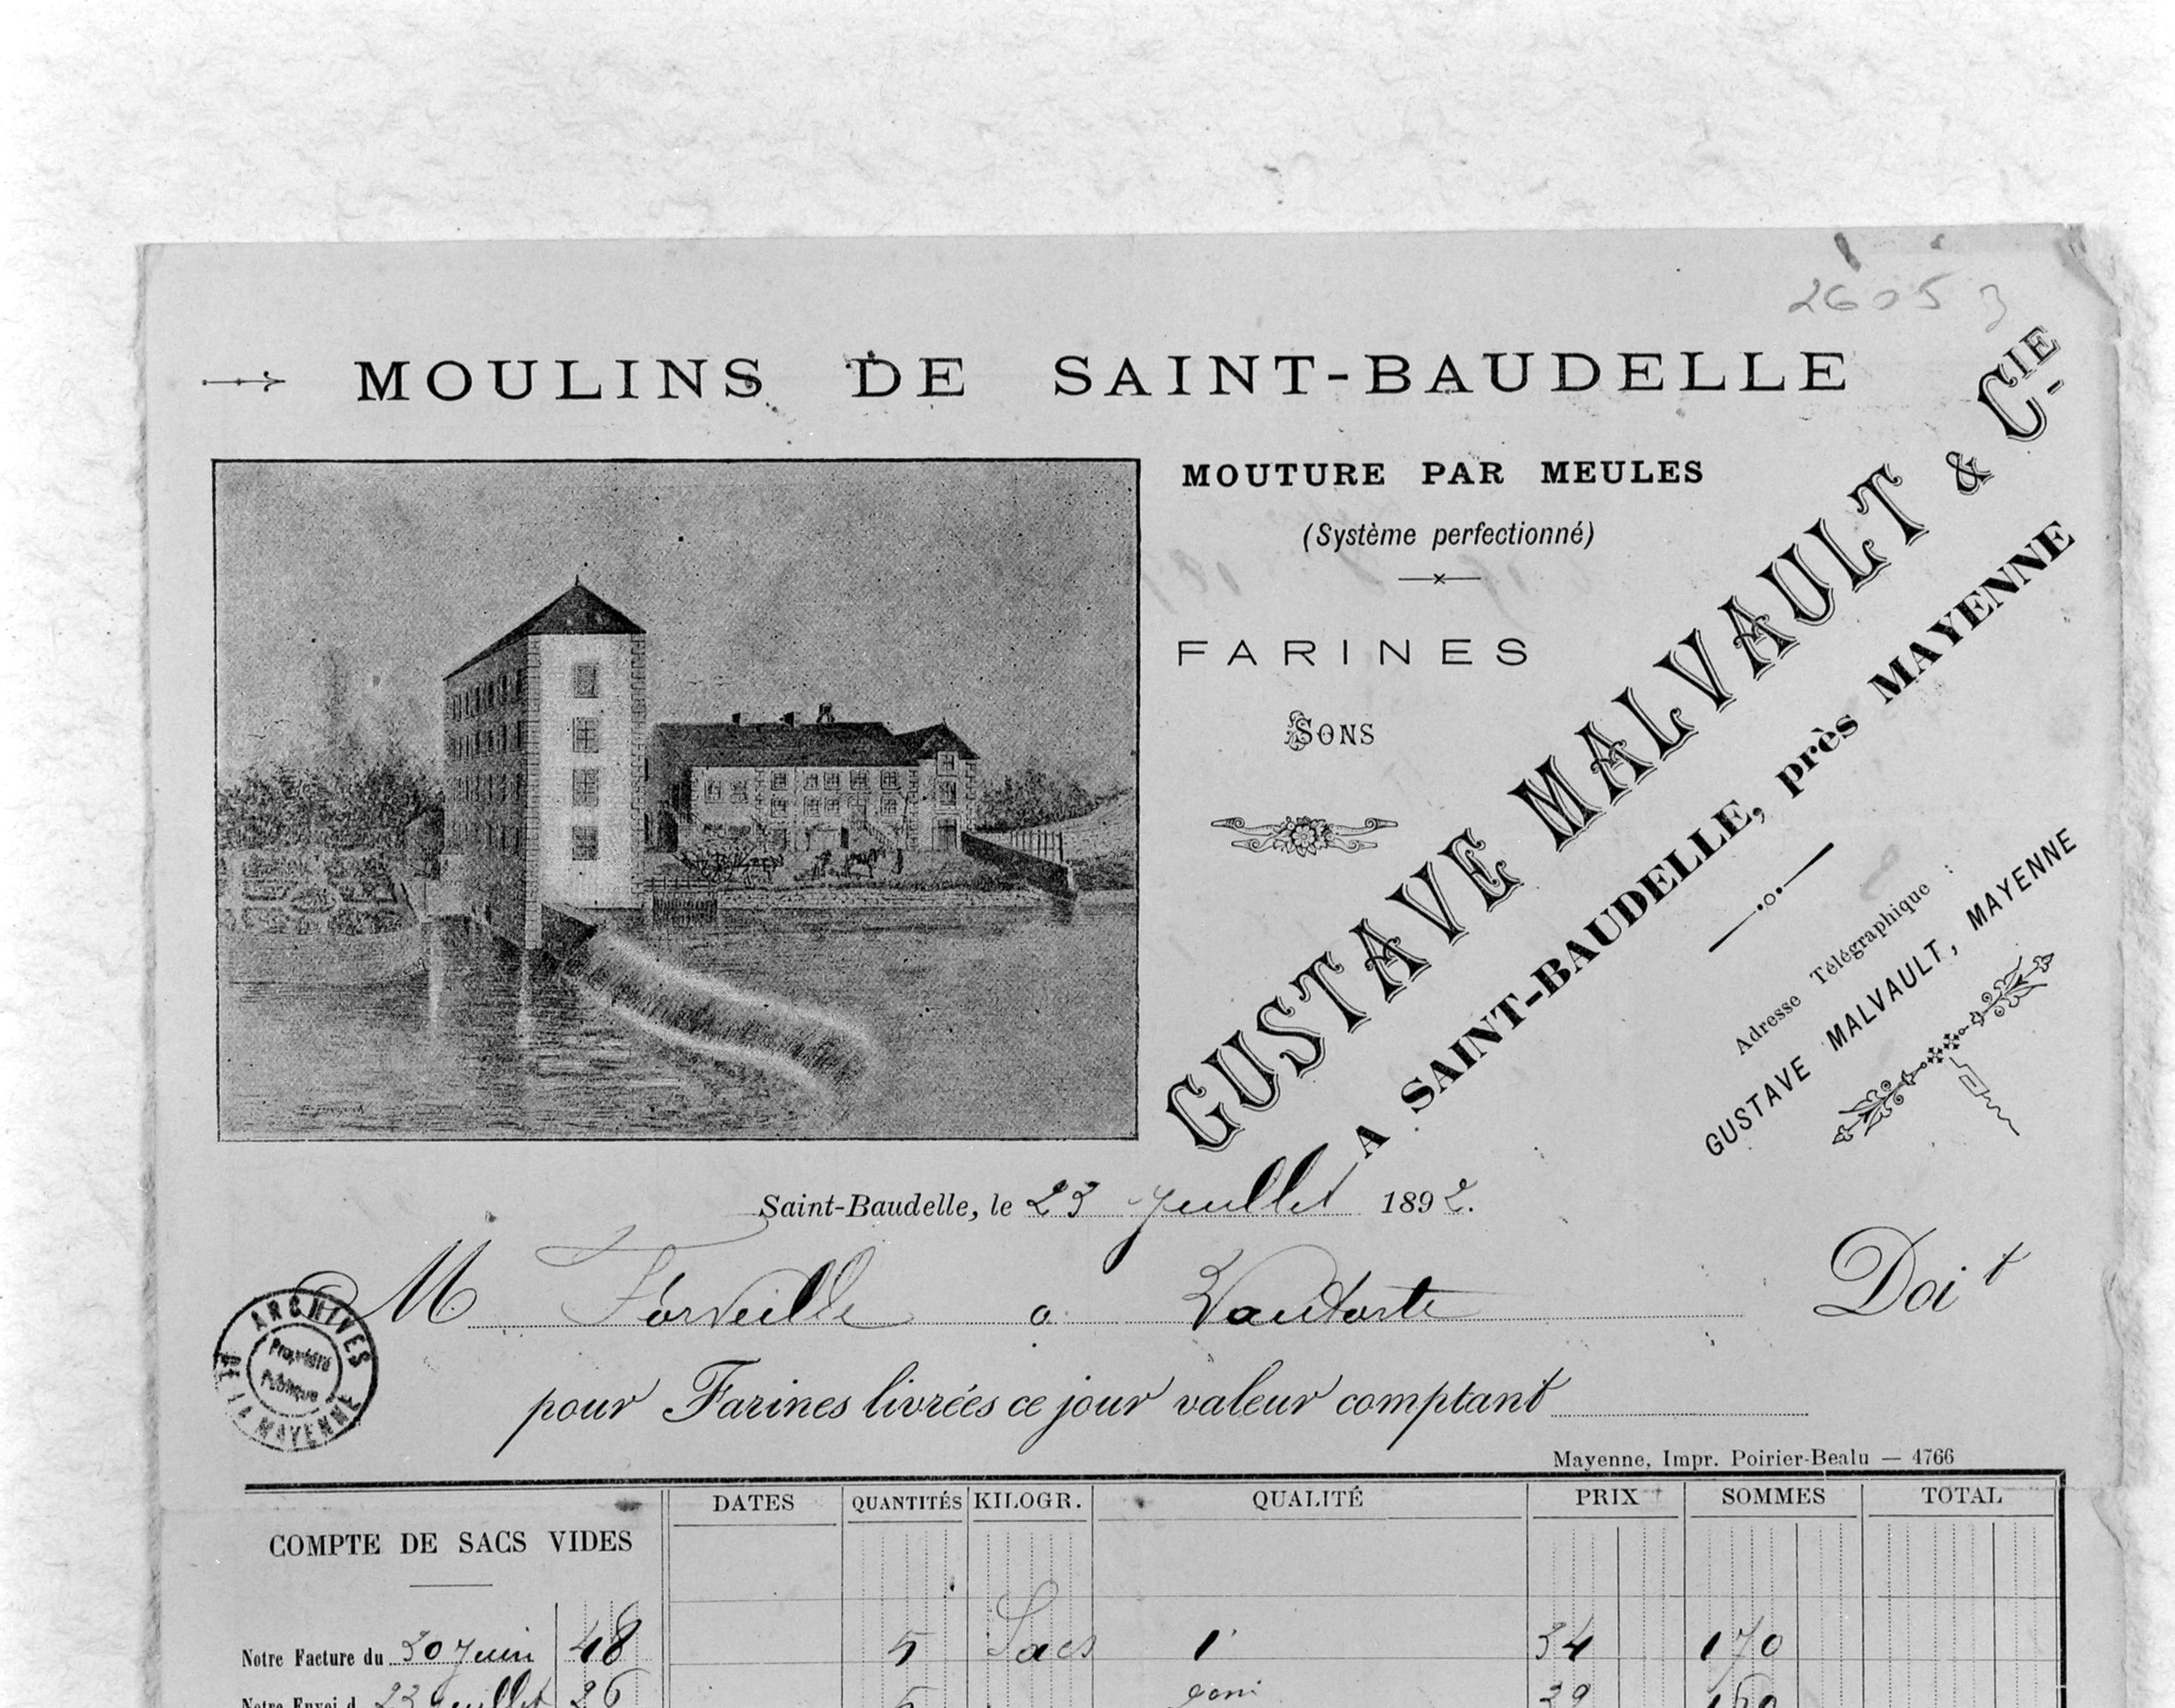 26053
MOULINS DE SAINT-BAUDELLE
MOUTURE PAR MEULES
(Système perfectionné)
FARINES
SONS
GUSTAVE MALVAULT & CIE
A SAINT-BAUDELLE, près MAYENNE
Adresse Télégraphique :
GUSTAVE MALVAULT, MAYENNE
Saint-Baudelle, le 23 juillet 1892.
M Forveille a Vautorte Doit
pour Farines livrées ce jour valeur comptant
ARCHIVES DE LA MAYENNE
Propriété
Publique
Mayenne, Impr. Poirier-Bealu — 4766
COMPTE DE SACS VIDES
DATES QUANTITÉS KILOGR. QUALITÉ PRIX SOMMES TOTAL
Notre Facture du 30 Juin 48 5 Sacs 1 34 170
Notre Envoi d 23 juillet 26 5